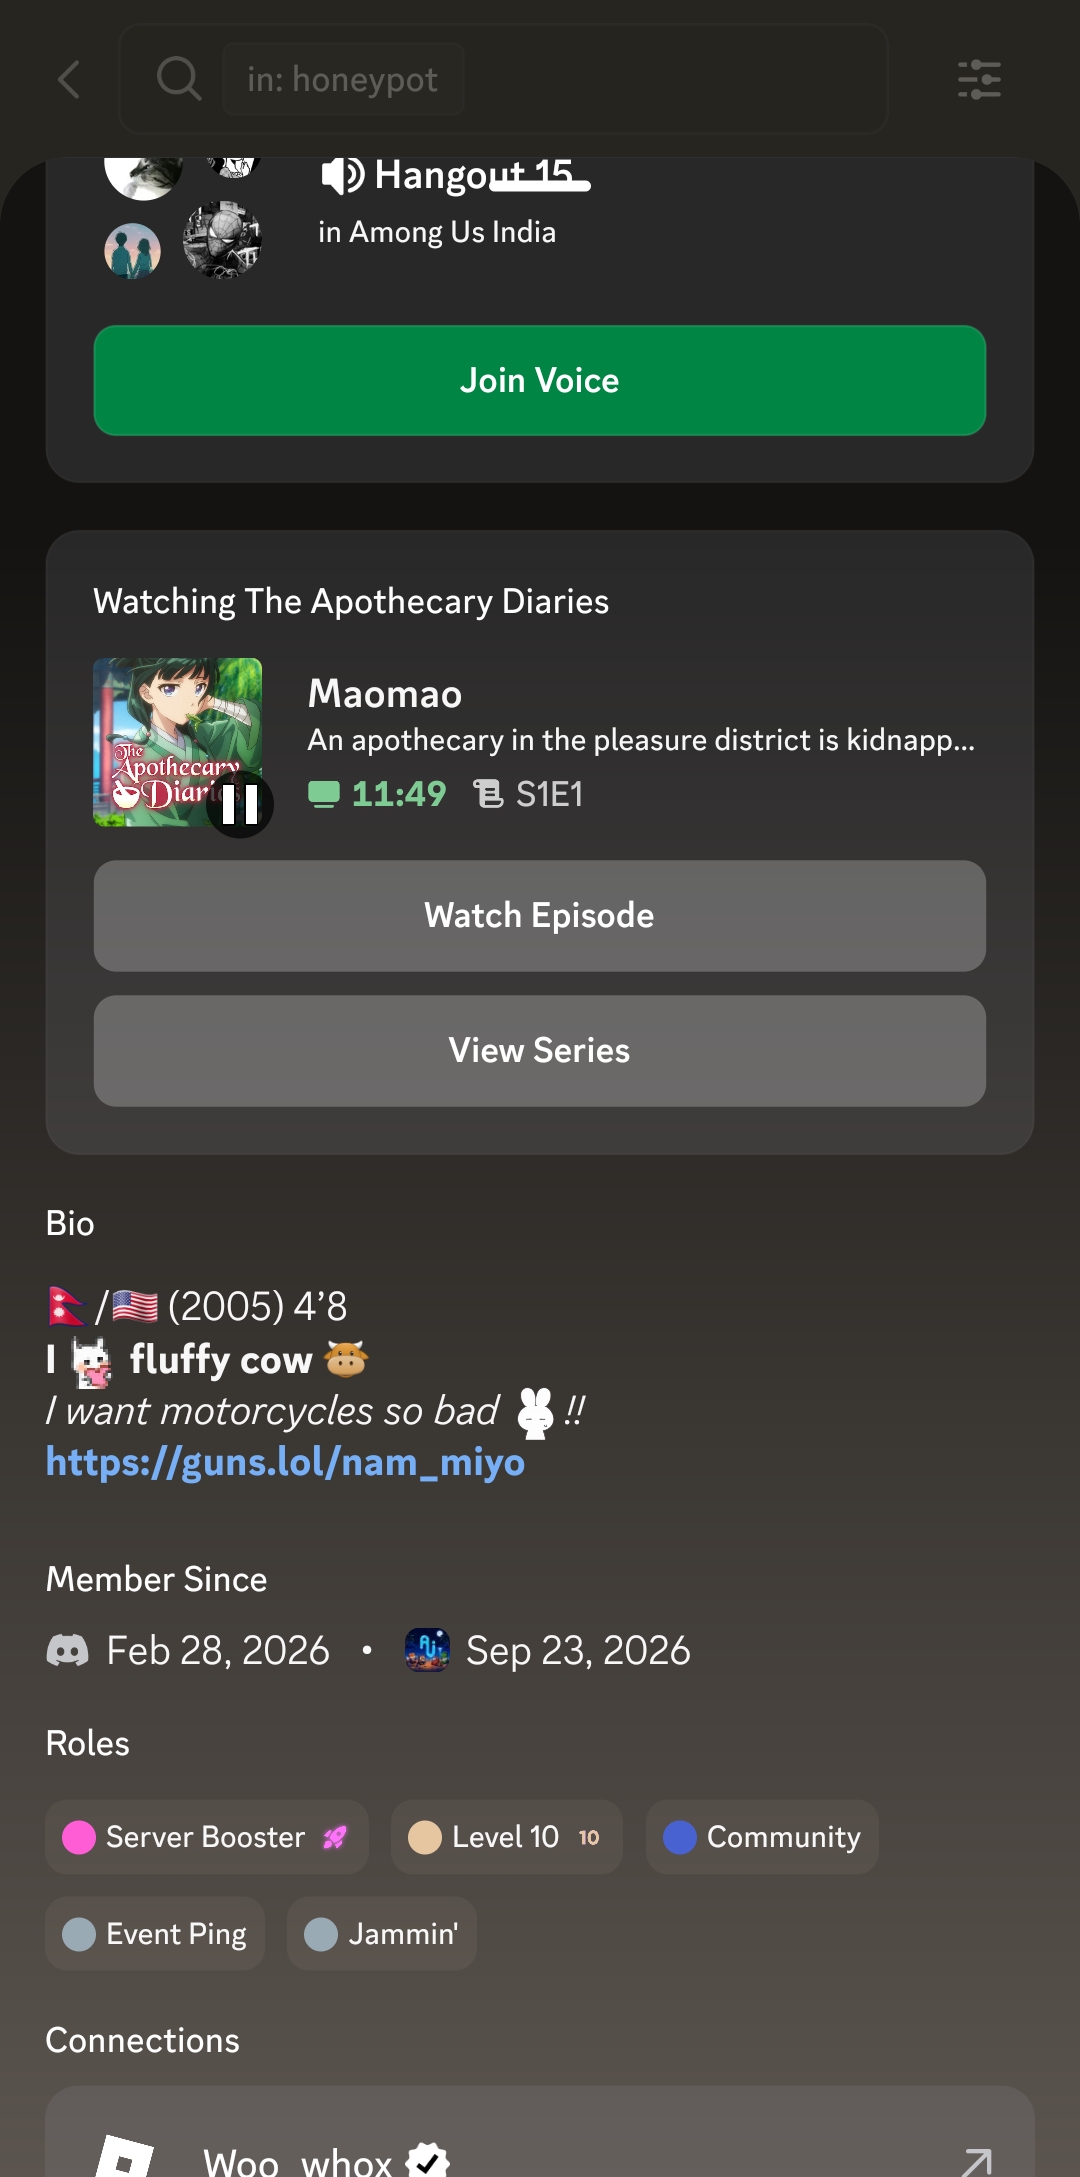 in: honeypot
Hangout 15
in Among Us India
Join Voice
Watching The Apothecary Diaries
The
Apothecary
Maomao
An apothecary in the pleasure district is kidnapp...
11:49 S1E1
Watch Episode
View Series
Bio
/ (2005) 4’8
I fluffy cow
I want motorcycles so bad !!
https://guns.lol/nam_miyo
Member Since
Feb 28, 2026 • Sep 23, 2026
Roles
Server Booster Level 10 10 Community
Event Ping Jammin'
Connections
Woo_whox